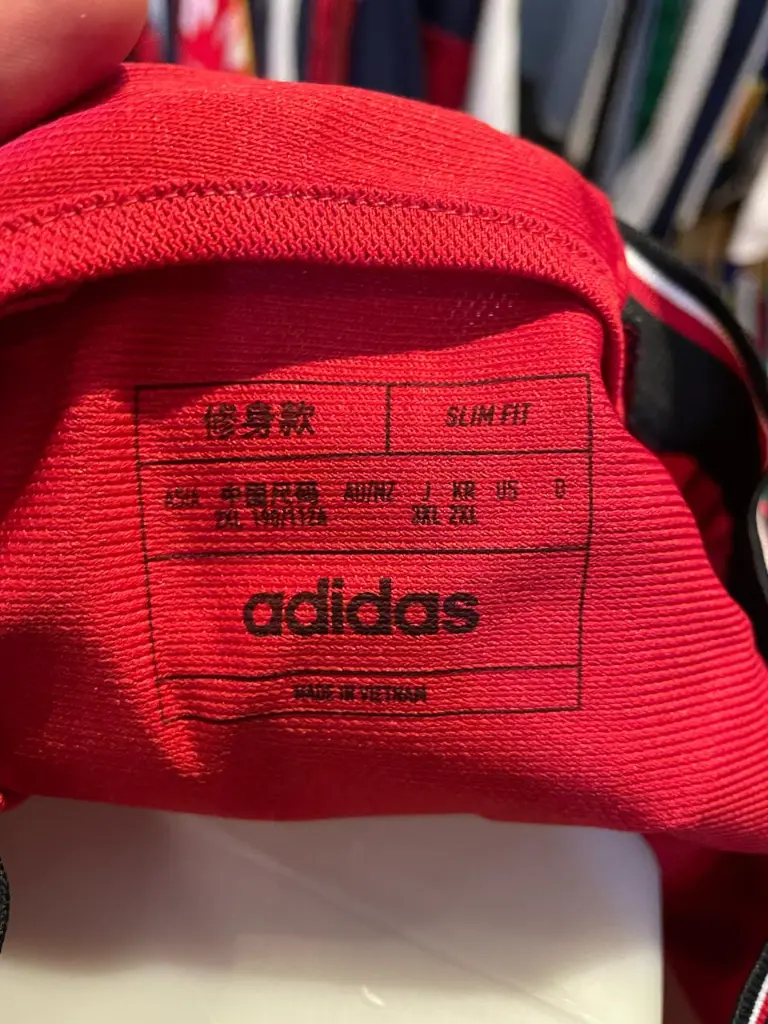 修身款 SLIM FIT
ASIA 中国尺码 AU/NZ J KR US D
2XL 190/112A 3XL 2XL
adidas
MADE IN VIETNAM